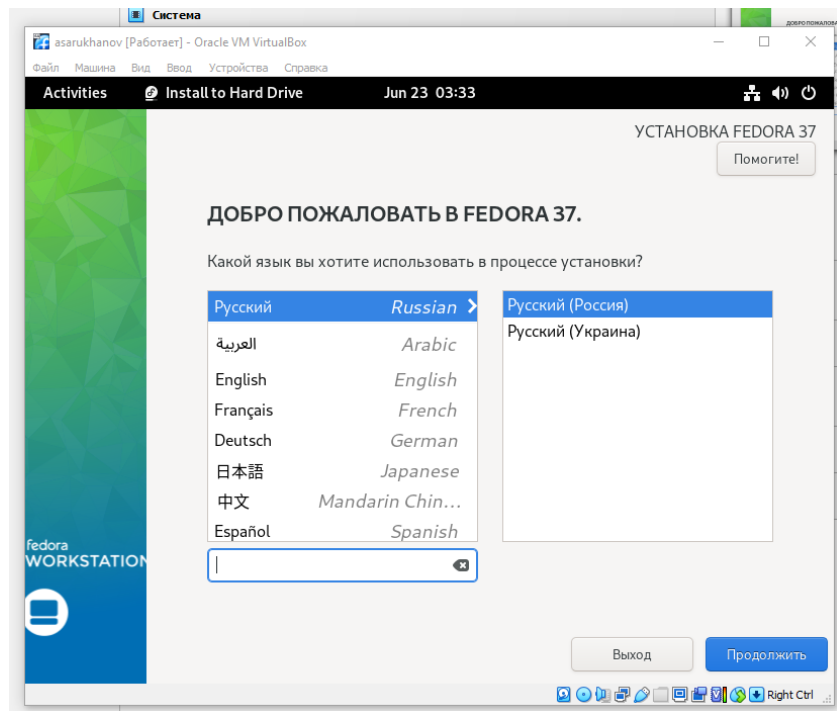 Система
ДОБРО ПОЖАЛОВА
asarukhanov [Работает] - Oracle VM VirtualBox
Файл Машина Вид Ввод Устройства Справка
Activities Install to Hard Drive Jun 23 03:33
УСТАНОВКА FEDORA 37
Помогите!
ДОБРО ПОЖАЛОВАТЬ В FEDORA 37.
Какой язык вы хотите использовать в процессе установки?
Русский Russian
العربية Arabic
English English
Français French
Deutsch German
日本語 Japanese
中文 Mandarin Chin...
Español Spanish
Русский (Россия)
Русский (Украина)
fedora
WORKSTATION
Выход Продолжить
Right Ctrl